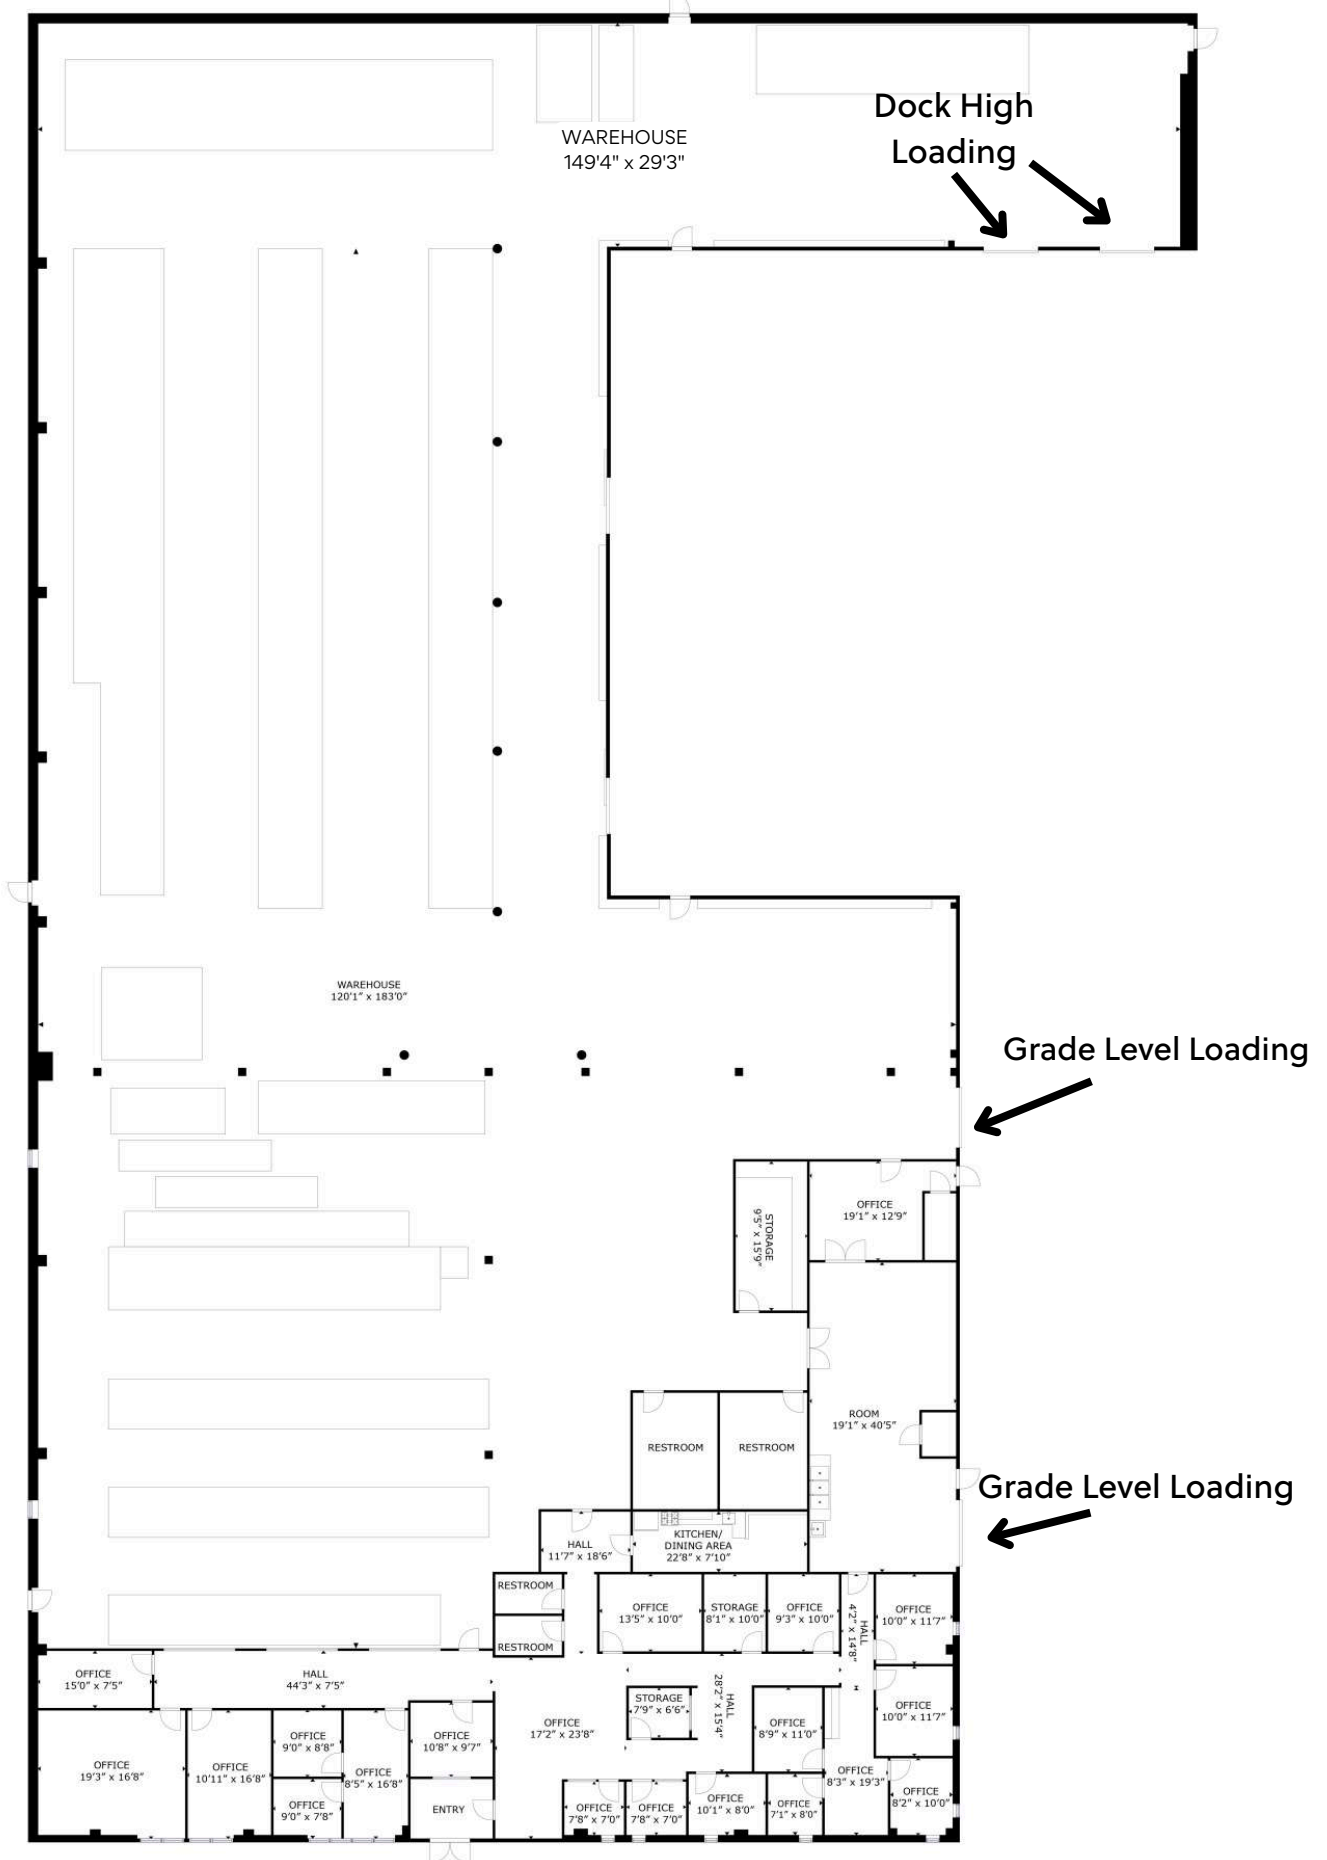 WAREHOUSE
149'4" x 29'3"
Dock High
Loading
WAREHOUSE
120'1" x 183'0"
Grade Level Loading
STORAGE
9'5" x 15'9"
OFFICE
19'1" x 12'9"
ROOM
19'1" x 40'5"
RESTROOM
RESTROOM
Grade Level Loading
HALL
11'7" x 18'6"
KITCHEN/
DINING AREA
22'8" x 7'10"
RESTROOM
RESTROOM
OFFICE
13'5" x 10'0"
STORAGE
8'1" x 10'0"
OFFICE
9'3" x 10'0"
HALL
4'2" x 14'8"
OFFICE
10'0" x 11'7"
OFFICE
15'0" x 7'5"
HALL
44'3" x 7'5"
OFFICE
19'3" x 16'8"
OFFICE
10'11" x 16'8"
OFFICE
9'0" x 8'8"
OFFICE
9'0" x 7'8"
OFFICE
8'5" x 16'8"
OFFICE
10'8" x 9'7"
ENTRY
OFFICE
17'2" x 23'8"
STORAGE
7'9" x 6'6"
HALL
28'2" x 15'4"
OFFICE
8'9" x 11'0"
OFFICE
10'0" x 11'7"
OFFICE
7'8" x 7'0"
OFFICE
7'8" x 7'0"
OFFICE
10'1" x 8'0"
OFFICE
7'1" x 8'0"
OFFICE
8'3" x 19'3"
OFFICE
8'2" x 10'0"